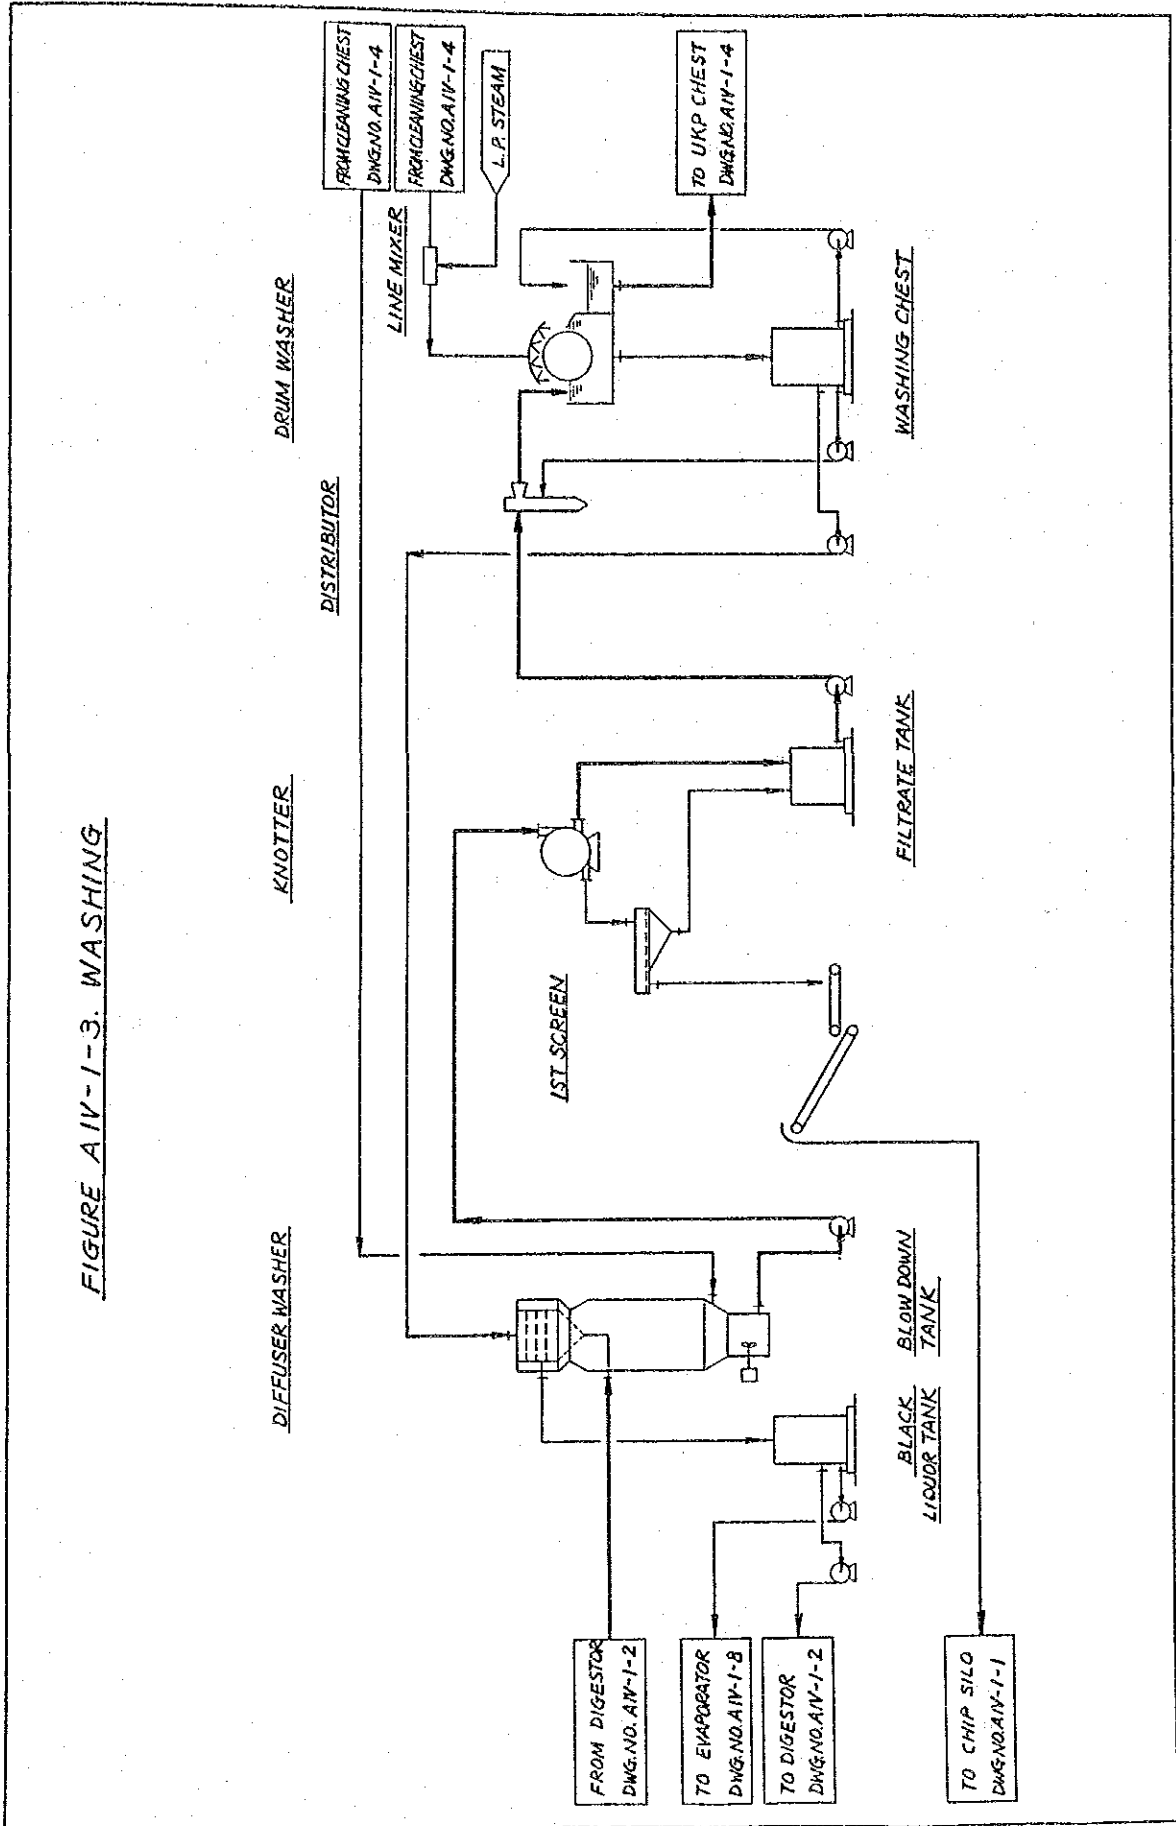 FIGURE AIV-1-3. WASHING
DIFFUSER WASHER
KNOTTER
DISTRIBUTOR
DRUM WASHER
LINE MIXER
FROM CLEANING CHEST
DWG.NO.AIV-1-4
FROM CLEANING CHEST
DWG.NO.AIV-1-4
L.P. STEAM
1ST SCREEN
TO UKP CHEST
DWG.NO.AIV-1-4
FROM DIGESTOR
DWG.NO.AIV-1-2
TO EVAPORATOR
DWG.NO.AIV-1-8
TO DIGESTOR
DWG.NO.AIV-1-2
BLACK
LIQUOR TANK
BLOW DOWN
TANK
FILTRATE TANK
WASHING CHEST
TO CHIP SILO
DWG.NO.AIV-1-1